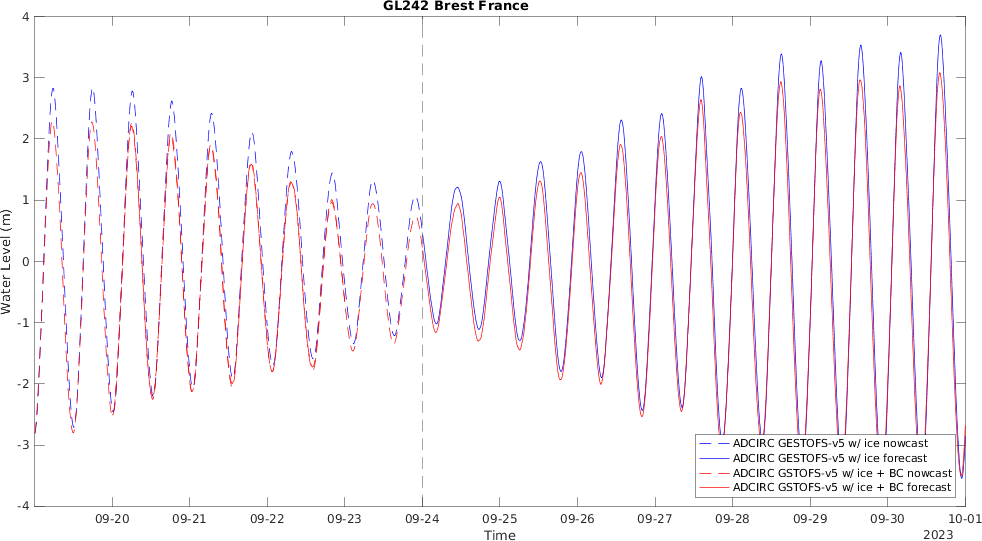 GL242 Brest France
4
3
2
1
0
-1
-2
-3
-4
Water Level (m)
ADCIRC GESTOFS-v5 w/ ice nowcast
ADCIRC GESTOFS-v5 w/ ice forecast
ADCIRC GSTOFS-v5 w/ ice + BC nowcast
ADCIRC GSTOFS-v5 w/ ice + BC forecast
09-20 09-21 09-22 09-23 09-24 09-25 09-26 09-27 09-28 09-29 09-30 10-01
Time
2023